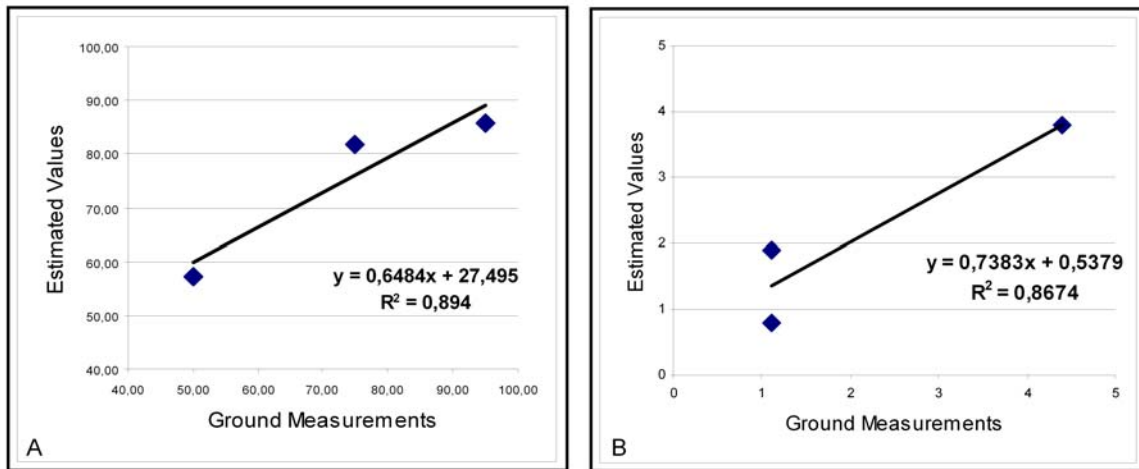 100,00
90,00
80,00
70,00
60,00
50,00
40,00
Estimated Values
y = 0,6484x + 27,495
R² = 0,894
40,00 50,00 60,00 70,00 80,00 90,00 100,00
Ground Measurements
A
5
4
3
2
1
0
Estimated Values
y = 0,7383x + 0,5379
R² = 0,8674
0 1 2 3 4 5
Ground Measurements
B